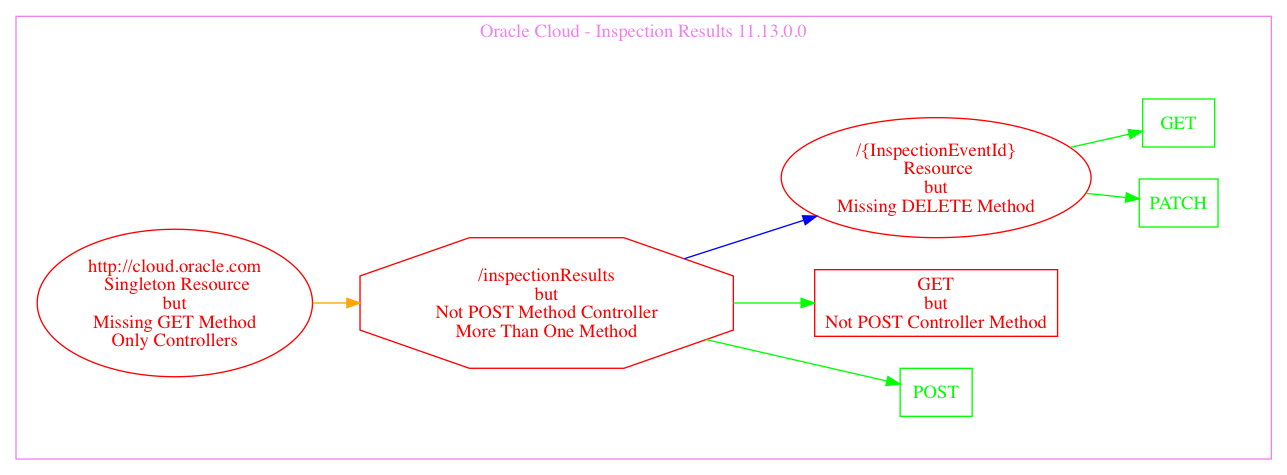 Oracle Cloud - Inspection Results 11.13.0.0
http://cloud.oracle.com
Singleton Resource
but
Missing GET Method
Only Controllers
/inspectionResults
but
Not POST Method Controller
More Than One Method
/{InspectionEventId}
Resource
but
Missing DELETE Method
GET
PATCH
GET
but
Not POST Controller Method
POST